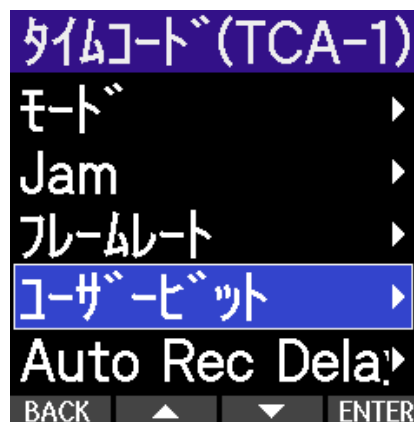 ﾀｲﾑｺｰﾄﾞ(TCA-1)
ﾓｰﾄﾞ
Jam
ﾌﾚｰﾑﾚｰﾄ
ﾕｰｻﾞｰﾋﾞｯﾄ
Auto Rec Delay
BACK ▲ ▼ ENTER